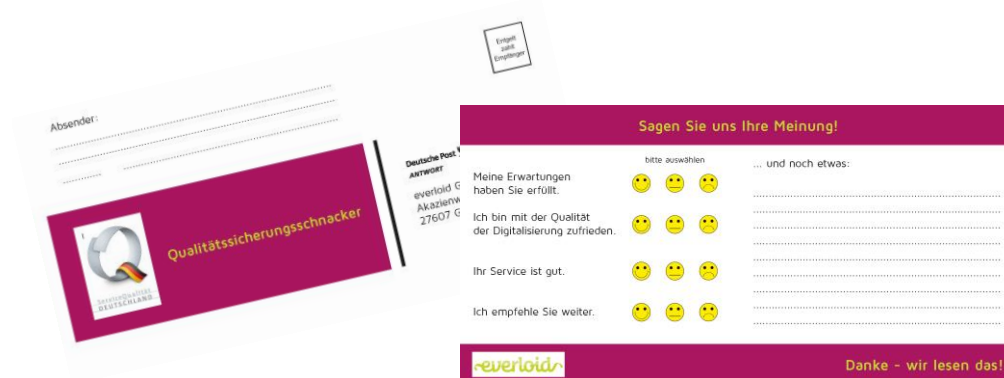 Entgelt
zahlt
Empfänger
Absender:
Deutsche Post
ANTWORT
everloid
Akazienw
27607 G
Qualitätssicherungsschnacker
ServiceQualität
DEUTSCHLAND
Sagen Sie uns Ihre Meinung!
bitte auswählen
... und noch etwas:
Meine Erwartungen
haben Sie erfüllt.
Ich bin mit der Qualität
der Digitalisierung zufrieden.
Ihr Service ist gut.
Ich empfehle Sie weiter.
everloid
Danke - wir lesen das!